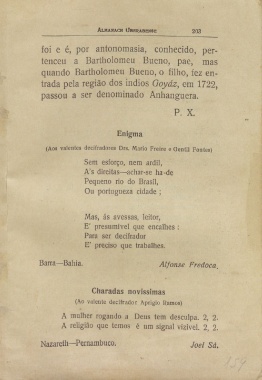 ALMANACH UBERABENSE 203
foi e é, por antonomasia, conhecido, per-
tenceu a Bartholomeu Bueno, pae, mas
quando Bartholomeu Bueno, o filho, fez en-
trada pela região dos indios Goyáz, em 1722,
passou a ser denominado Anhanguera.
P. X.
Enigma
(Aos valentes decifradores Drs. Mario Freire e Gentil Fontes)
Sem esforço, nem ardil,
A's direitas—achar-se ha-de
Pequeno rio do Brasil,
Ou portugueza cidade;
Mas, ás avessas, leitor,
E' presumivel que encalhes:
Para ser decifrador
E' preciso que trabalhes.
Barra—Bahia. Alfonse Fredoca,
Charadas novissimas
(Ao valente decifrador Aprigio Ramos)
A mulher rogando a Deus tem desculpa. 2, 2.
A religião que temos é um signal vizivel. 2, 2.
Nazareth—Pernambuco. Joel Sá.